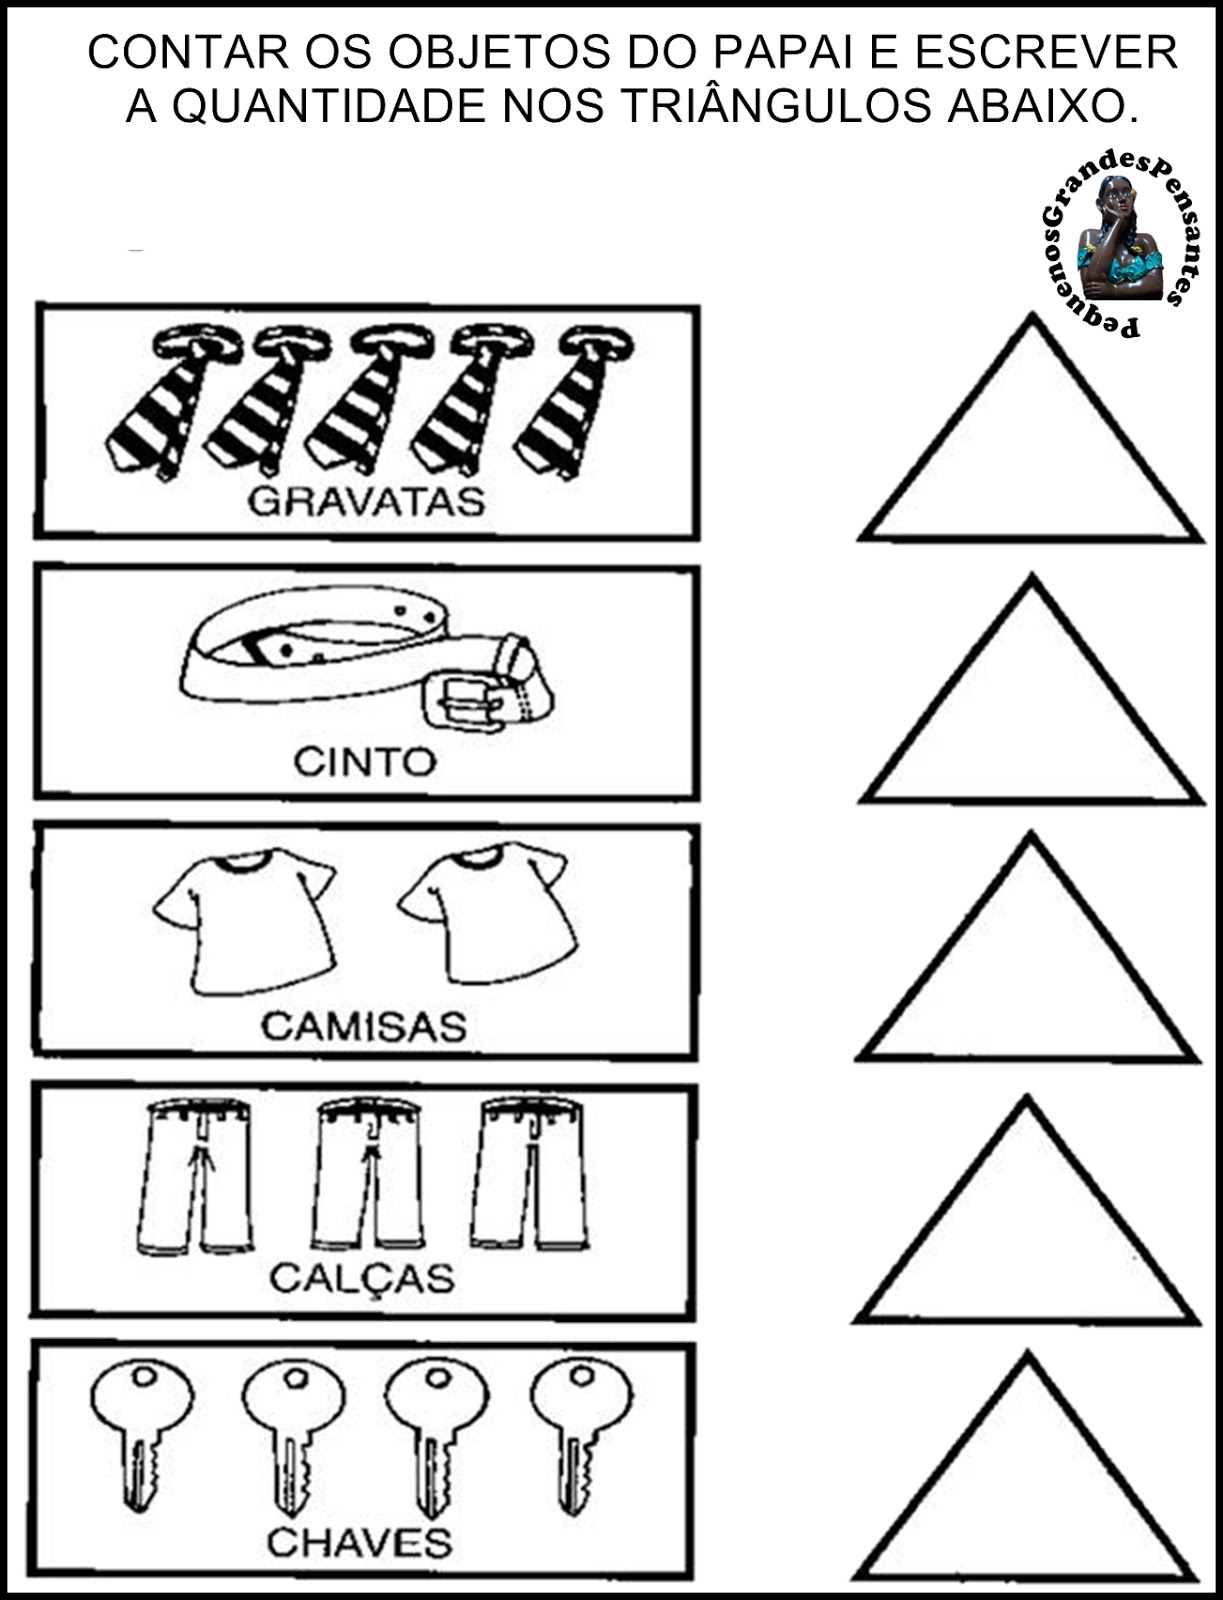 CONTAR OS OBJETOS DO PAPAI E ESCREVER
A QUANTIDADE NOS TRIÂNGULOS ABAIXO.
PequenosGrandesPensantes
GRAVATAS
CINTO
CAMISAS
CALÇAS
CHAVES